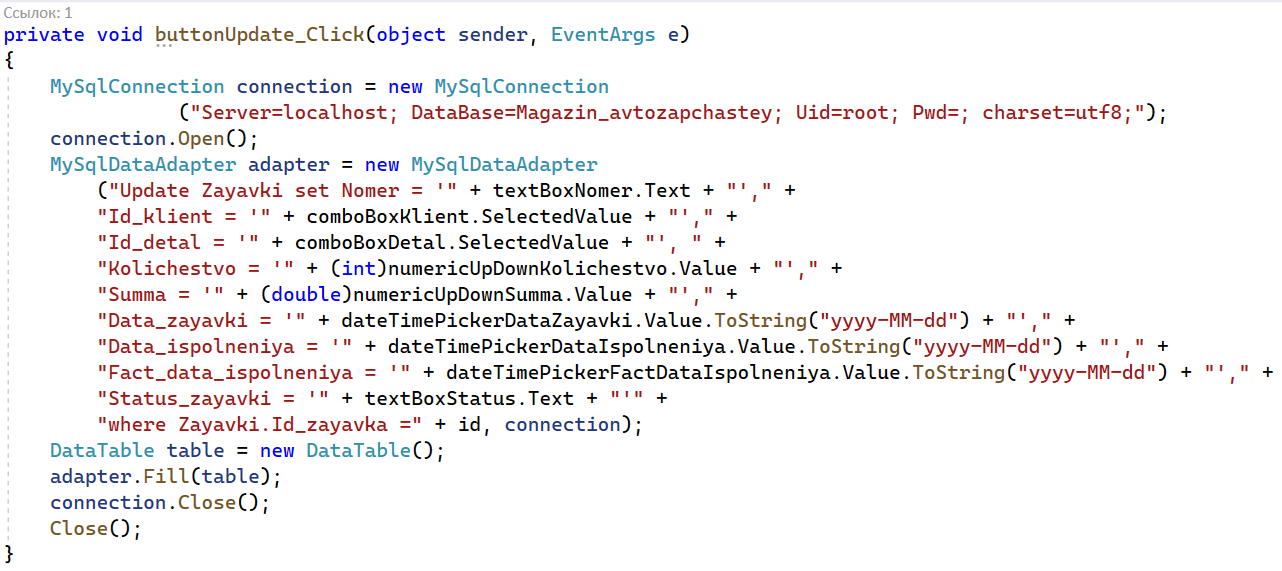 Ссылок: 1
private void buttonUpdate_Click(object sender, EventArgs e)
{
    MySqlConnection connection = new MySqlConnection
               ("Server=localhost; DataBase=Magazin_avtozapchastey; Uid=root; Pwd=; charset=utf8;");
    connection.Open();
    MySqlDataAdapter adapter = new MySqlDataAdapter
        ("Update Zayavki set Nomer = '" + textBoxNomer.Text + "'," +
        "Id_klient = '" + comboBoxKlient.SelectedValue + "'," +
        "Id_detal = '" + comboBoxDetal.SelectedValue + "', " +
        "Kolichestvo = '" + (int)numericUpDownKolichestvo.Value + "'," +
        "Summa = '" + (double)numericUpDownSumma.Value + "'," +
        "Data_zayavki = '" + dateTimePickerDataZayavki.Value.ToString("yyyy-MM-dd") + "'," +
        "Data_ispolneniya = '" + dateTimePickerDataIspolneniya.Value.ToString("yyyy-MM-dd") + "'," +
        "Fact_data_ispolneniya = '" + dateTimePickerFactDataIspolneniya.Value.ToString("yyyy-MM-dd") + "'," +
        "Status_zayavki = '" + textBoxStatus.Text + "'" +
        "where Zayavki.Id_zayavka =" + id, connection);
    DataTable table = new DataTable();
    adapter.Fill(table);
    connection.Close();
    Close();
}